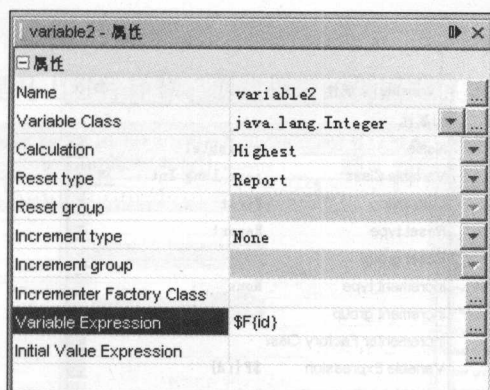 variable2 - 属性
属性
Name variable2
Variable Class java.lang.Integer
Calculation Highest
Reset type Report
Reset group
Increment type None
Increment group
Incrementer Factory Class
Variable Expression $F{id}
Initial Value Expression